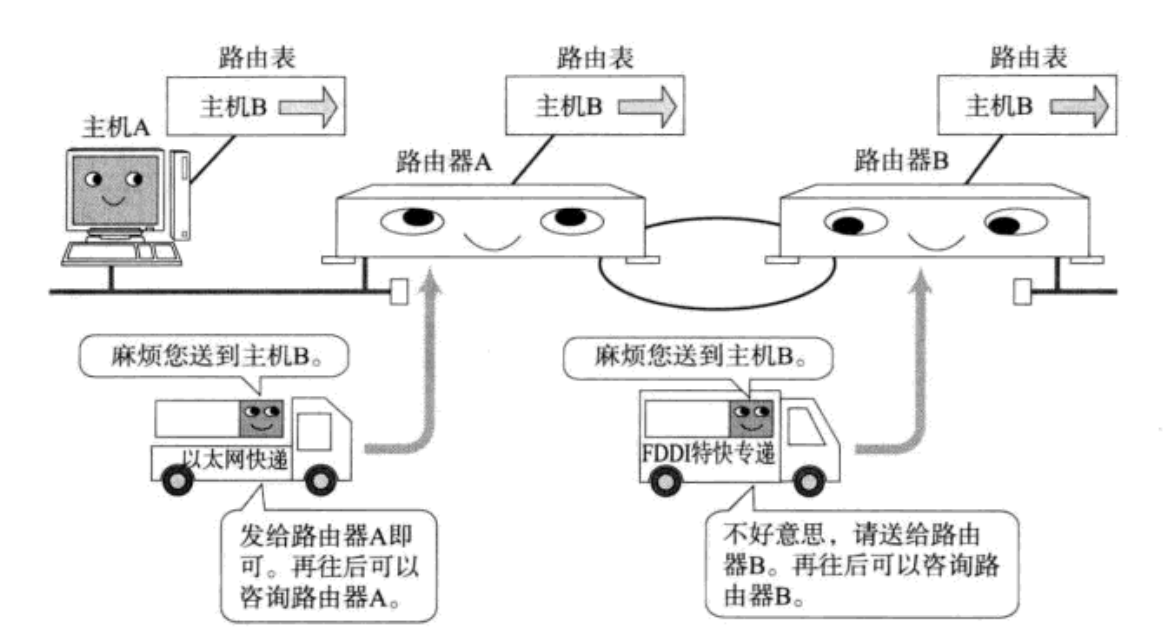 路由表
主机B
路由表
主机B
路由表
主机B
主机A
路由器A
路由器B
麻烦您送到主机B。
麻烦您送到主机B。
以太网快递
FDDI特快专递
发给路由器A即
可。再往后可以
咨询路由器A。
不好意思，请送给路由
器B。再往后可以咨询路
由器B。